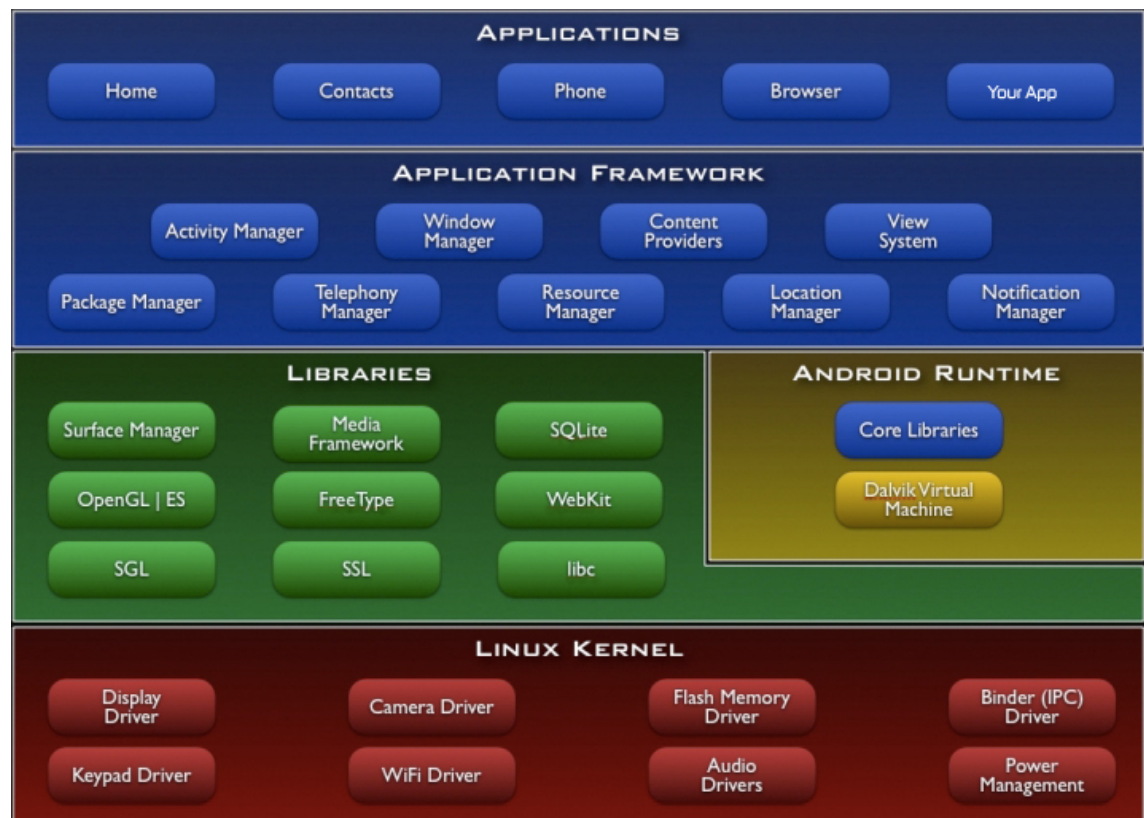 APPLICATIONS
Home
Contacts
Phone
Browser
Your App
APPLICATION FRAMEWORK
Activity Manager
Window
Manager
Content
Providers
View
System
Package Manager
Telephony
Manager
Resource
Manager
Location
Manager
Notification
Manager
LIBRARIES
Surface Manager
Media
Framework
SQLite
OpenGL | ES
FreeType
WebKit
SGL
SSL
libc
ANDROID RUNTIME
Core Libraries
Dalvik Virtual
Machine
LINUX KERNEL
Display
Driver
Camera Driver
Flash Memory
Driver
Binder (IPC)
Driver
Keypad Driver
WiFi Driver
Audio
Drivers
Power
Management